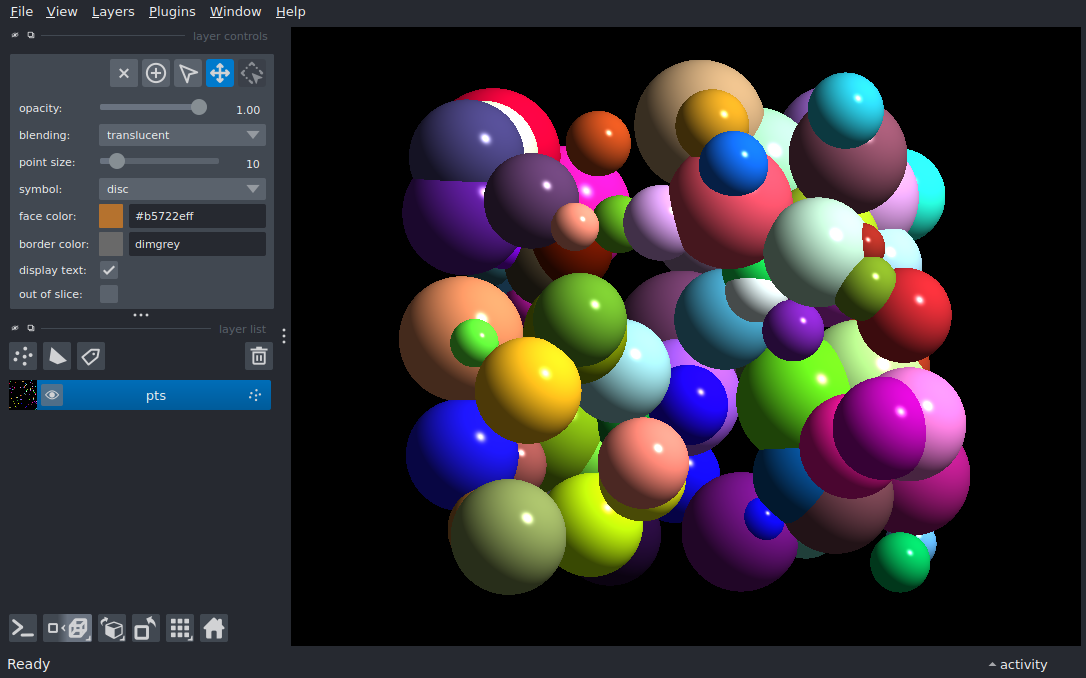 File View Layers Plugins Window Help
layer controls
opacity: 1.00
blending: translucent
point size: 10
symbol: disc
face color: #b5722eff
border color: dimgrey
display text:
out of slice:
layer list
pts
Ready
activity